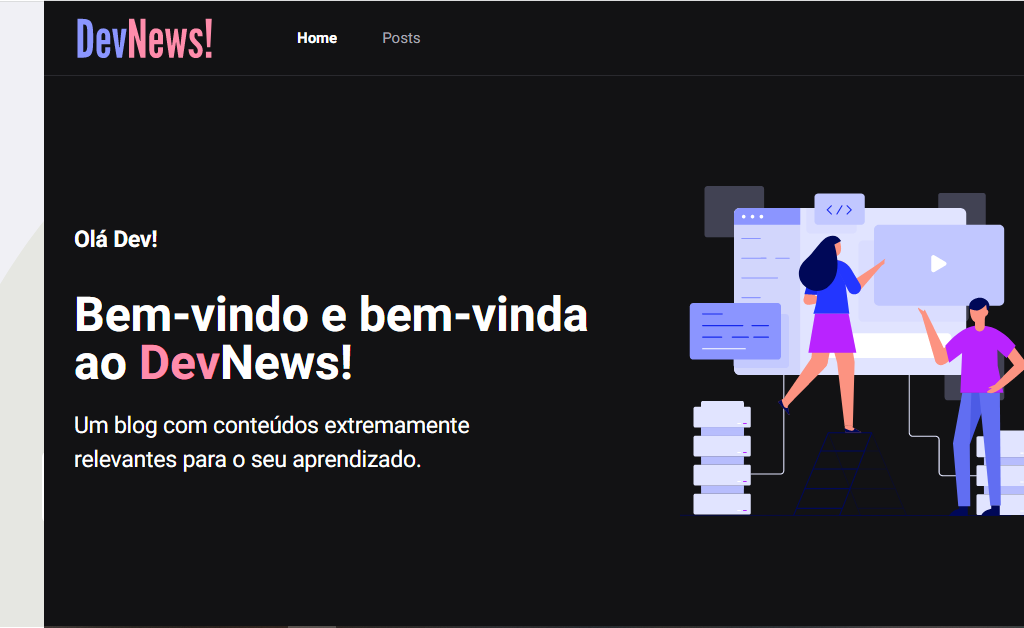 DevNews!
Home
Posts
Olá Dev!
Bem-vindo e bem-vinda
ao DevNews!
Um blog com conteúdos extremamente
relevantes para o seu aprendizado.
</>